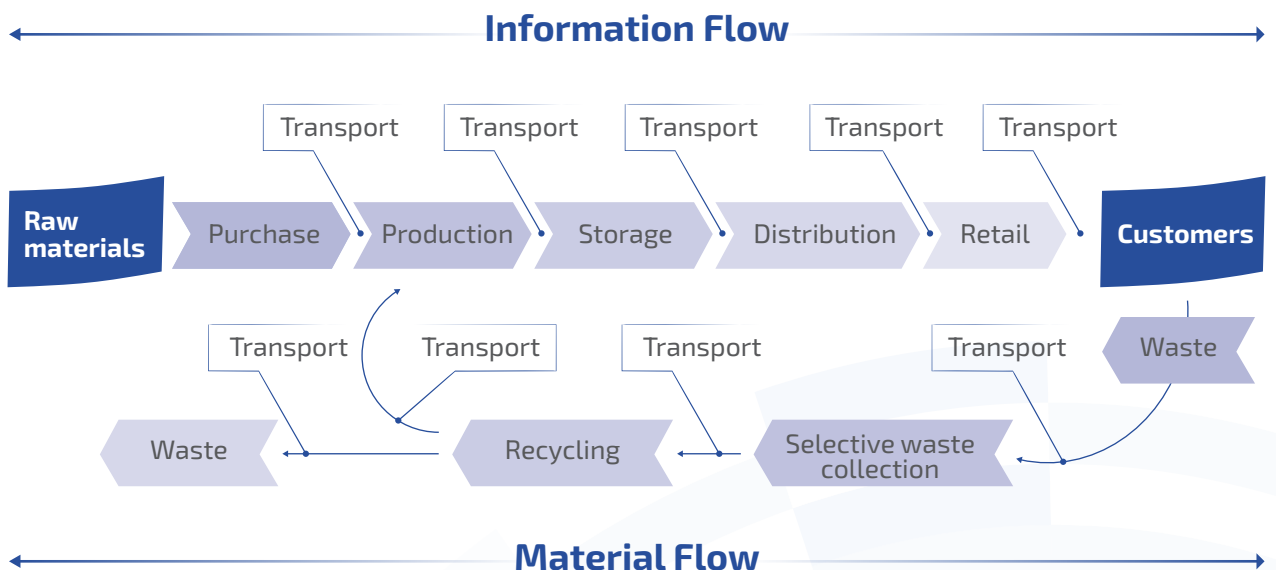 Information Flow
Transport
Transport
Transport
Transport
Transport
Raw
materials
Purchase
Production
Storage
Distribution
Retail
Customers
Transport
Transport
Transport
Transport
Waste
Waste
Recycling
Selective waste
collection
Material Flow